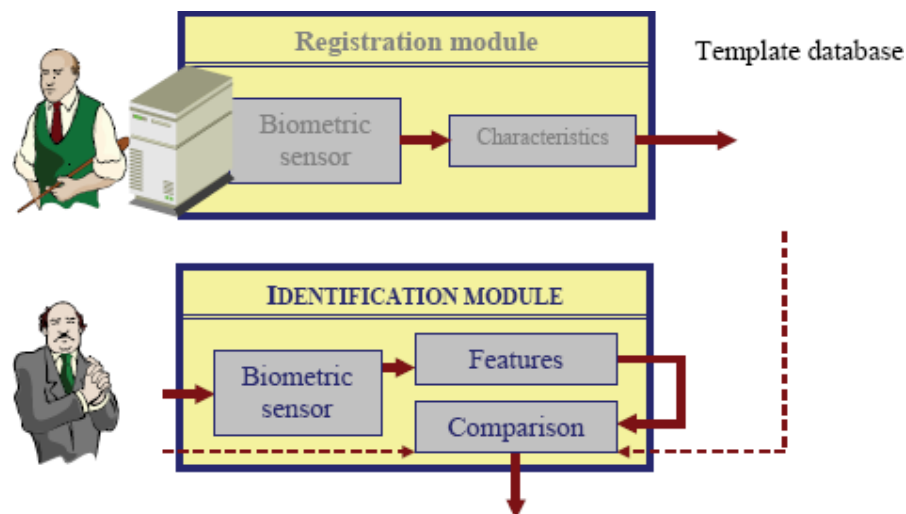 Registration module
Template database
Biometric
sensor
Characteristics
IDENTIFICATION MODULE
Biometric
sensor
Features
Comparison